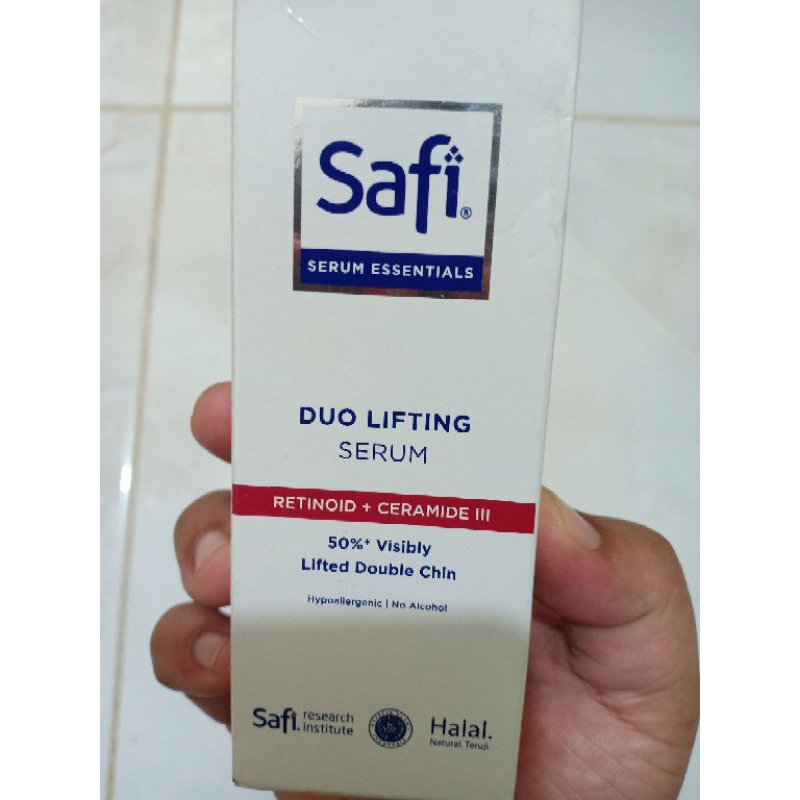 Safi®
SERUM ESSENTIALS
DUO LIFTING
SERUM
RETINOID + CERAMIDE III
50%⁺ Visibly
Lifted Double Chin
Hypoallergenic | No Alcohol
Safi. research
institute
Halal.
Natural. Teruji.